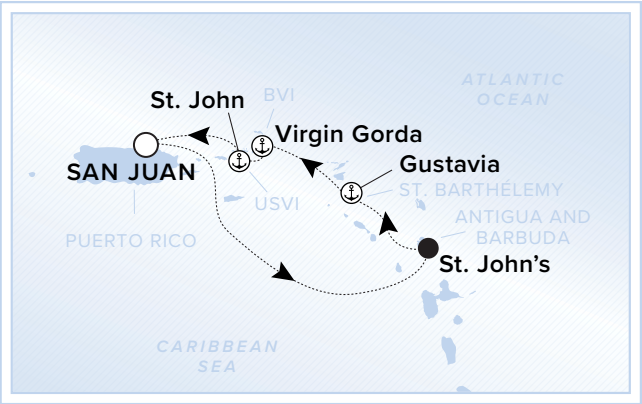 ATLANTIC
OCEAN
BVI
St. John
Virgin Gorda
Gustavia
SAN JUAN
ST. BARTHÉLEMY
USVI
ANTIGUA AND
BARBUDA
PUERTO RICO
St. John’s
CARIBBEAN
SEA